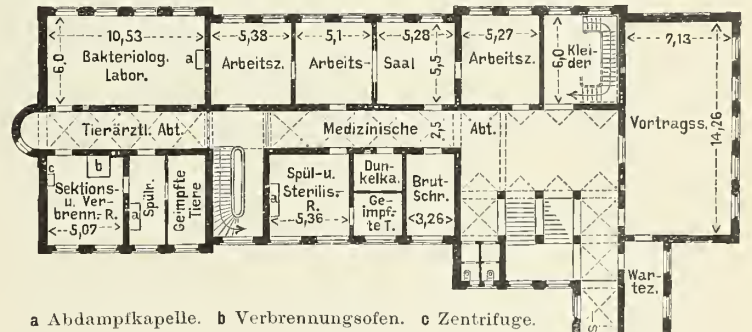 10,53
Bakteriolog.
Labor.
6,0
a
5,38
Arbeitsz.
5,1
Arbeits-
5,28
Saal
5,5
5,27
Arbeitsz.
6,0
Kleider
7,13
Vortragss.
14,26
Tierärztl. Abt.
Medizinische
2,5
Abt.
c
b
Sektions-
u. Ver-
brenn.-R.
5,07
Spülr.
a
Geimpfte
Tiere
Spül-u.
Sterilis.-
R.
a
5,36
Dun-
kelka.
Ge-
impf-
te T.
Brut-
Schr.
3,26
War-
tez.
a Abdampfkapelle. b Verbrennungsofen. c Zentrifuge.